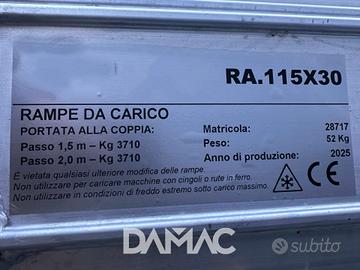 RA.115X30
RAMPE DA CARICO
PORTATA ALLA COPPIA:
Passo 1,5 m – Kg 3710
Passo 2,0 m – Kg 3710
Matricola: 28717
Peso: 52 Kg
Anno di produzione: 2025
È vietata qualsiasi ulteriore modifica delle rampe.
Non utilizzare per caricare machine con cingoli o ruote in ferro.
Non utilizzare in condizioni di freddo estremo sotto carico massimo.
CE
DAMAC
subito